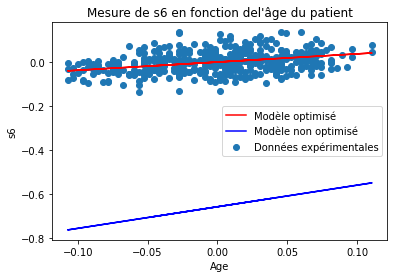 Mesure de s6 en fonction del'âge du patient
0.0
−0.2
−0.4
−0.6
−0.8
s6
Modèle optimisé
Modèle non optimisé
Données expérimentales
−0.10
−0.05
0.00
0.05
0.10
Age